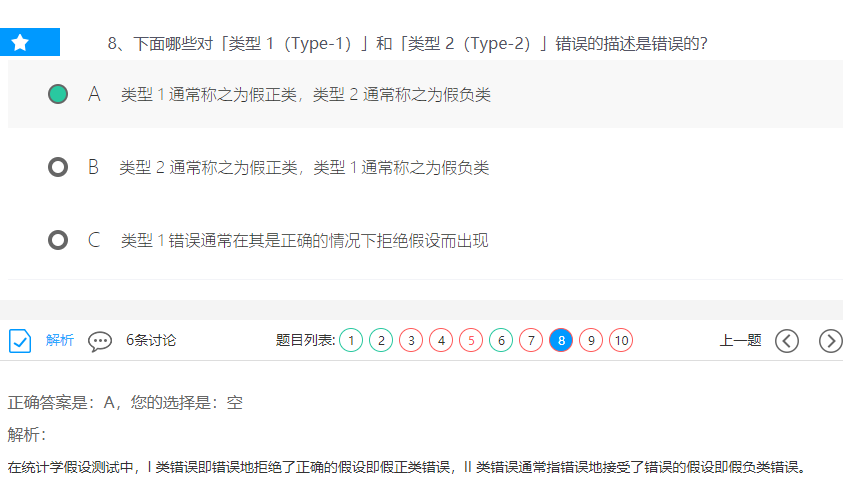 8、下面哪些对「类型 1（Type-1）」和「类型 2（Type-2）」错误的描述是错误的?
A 类型 1 通常称之为假正类，类型 2 通常称之为假负类
B 类型 2 通常称之为假正类，类型 1 通常称之为假负类
C 类型 1 错误通常在其是正确的情况下拒绝假设而出现
解析 6条讨论 题目列表: 1 2 3 4 5 6 7 8 9 10 上一题
正确答案是：A，您的选择是：空
解析：
在统计学假设测试中，I 类错误即错误地拒绝了正确的假设即假正类错误，II 类错误通常指错误地接受了错误的假设即假负类错误。